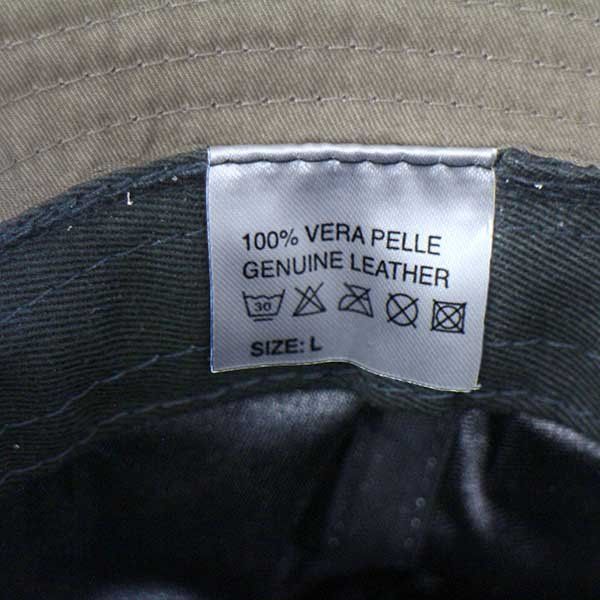 100% VERA PELLE
GENUINE LEATHER
30
SIZE: L